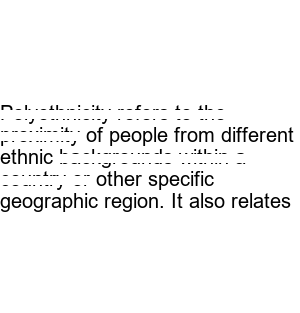 Polyethnicity refers to the
proximity of people from different
ethnic backgrounds within a
country or other specific
geographic region. It also relates